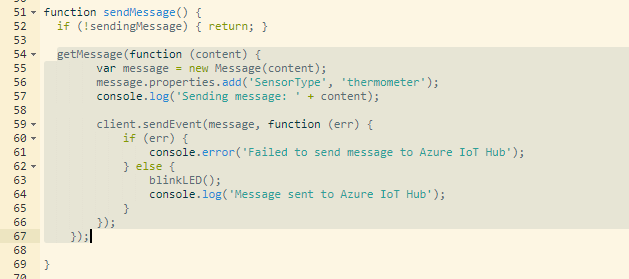 51 function sendMessage() {
52   if (!sendingMessage) { return; }
53
54   getMessage(function (content) {
55         var message = new Message(content);
56         message.properties.add('SensorType', 'thermometer');
57         console.log('Sending message: ' + content);
58
59         client.sendEvent(message, function (err) {
60             if (err) {
61                 console.error('Failed to send message to Azure IoT Hub');
62             } else {
63                 blinkLED();
64                 console.log('Message sent to Azure IoT Hub');
65             }
66         });
67     });
68
69 }